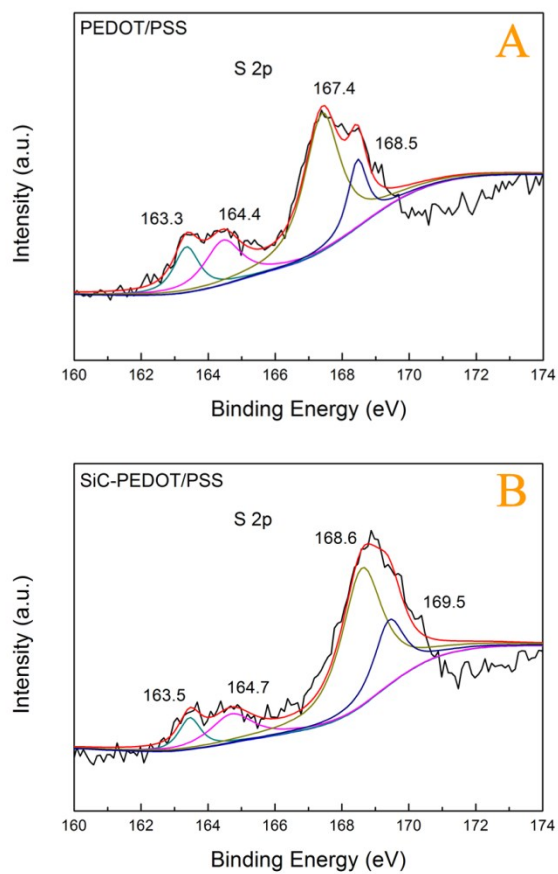 PEDOT/PSS
A
S 2p
167.4
168.5
163.3
164.4
Intensity (a.u.)
160 162 164 166 168 170 172 174
Binding Energy (eV)
SiC-PEDOT/PSS
B
S 2p
168.6
169.5
163.5
164.7
Intensity (a.u.)
160 162 164 166 168 170 172 174
Binding Energy (eV)